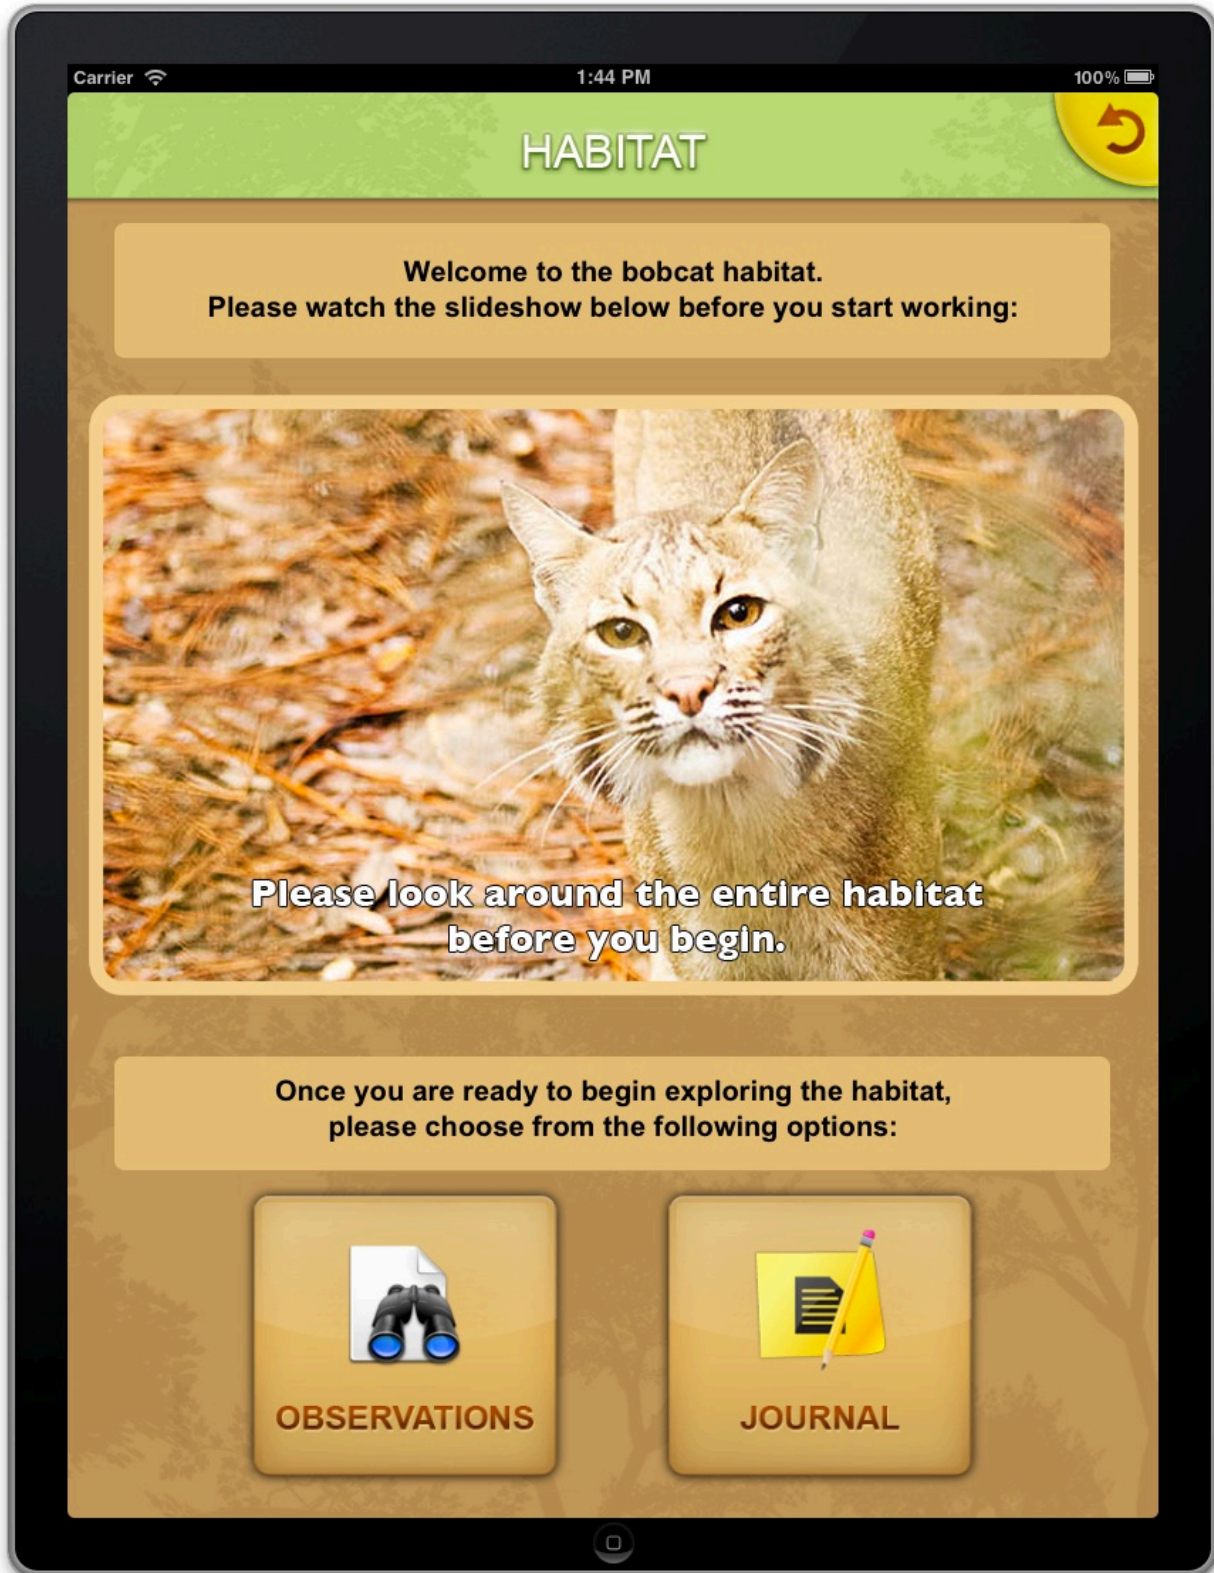 Carrier 1:44 PM 100%
HABITAT
Welcome to the bobcat habitat.
Please watch the slideshow below before you start working:
Please look around the entire habitat
before you begin.
Once you are ready to begin exploring the habitat,
please choose from the following options:
OBSERVATIONS JOURNAL